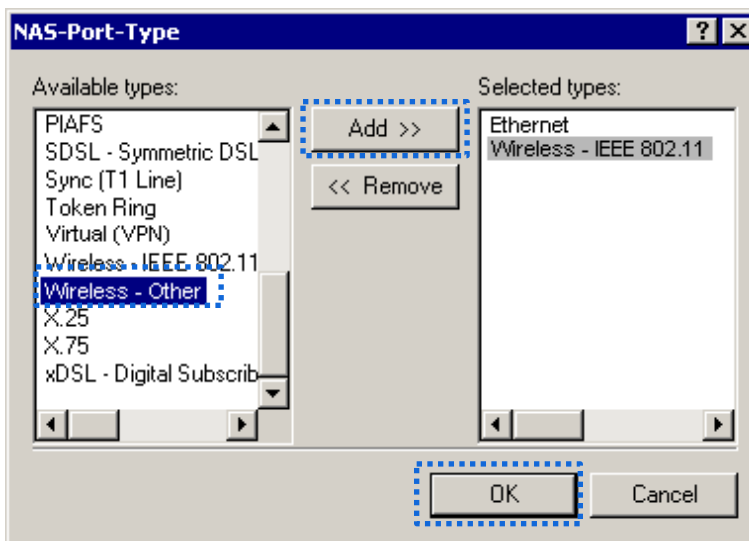 NAS-Port-Type
Available types:
Selected types:
PIAFS
SDSL - Symmetric DSL
Sync (T1 Line)
Token Ring
Virtual (VPN)
Wireless - IEEE 802.11
Wireless - Other
X.25
X.75
xDSL - Digital Subscrib
Add >>
<< Remove
Ethernet
Wireless - IEEE 802.11
OK
Cancel